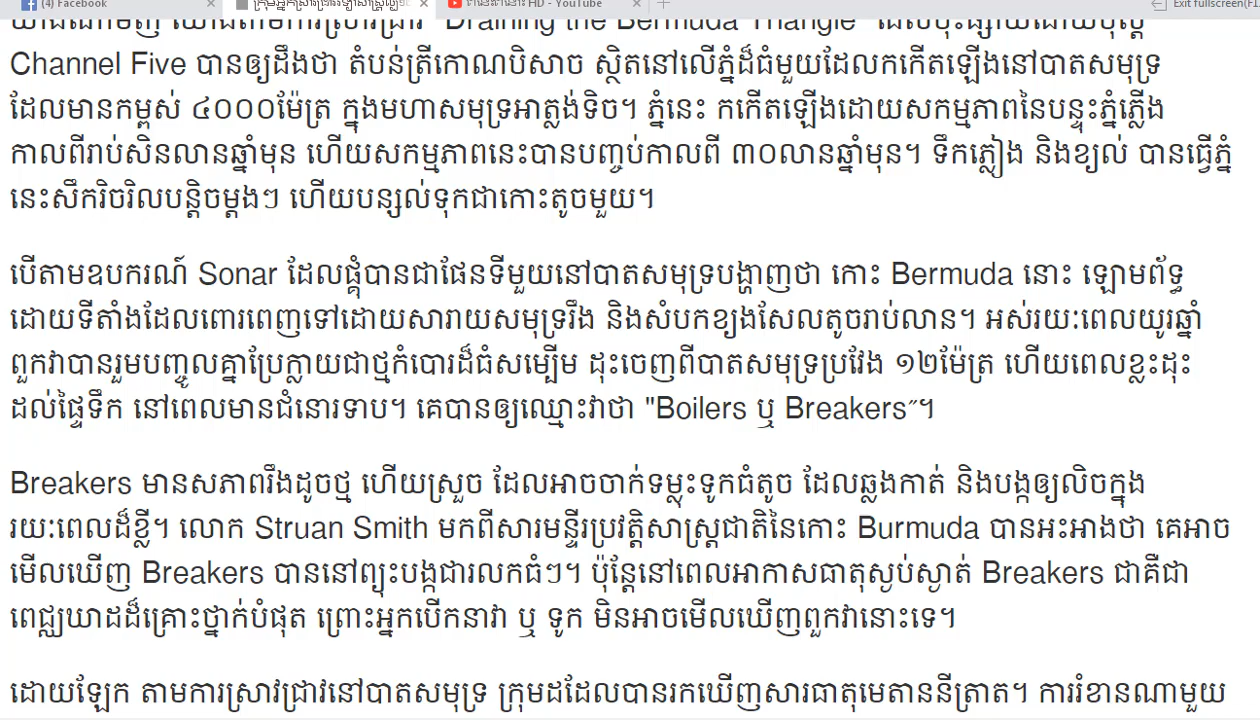 (4) Facebook
HD - YouTube
Exit fullscreen(F1
"Draining the Bermuda Triangle"
Channel Five បានឲ្យដឹងថា តំបន់ត្រីកោណបិសាច ស្ថិតនៅលើភ្នំដ៏ធំមួយដែលកកើតឡើងនៅបាតសមុទ្រ
ដែលមានកម្ពស់ ៤០០០ម៉ែត្រ ក្នុងមហាសមុទ្រអាត្លង់ទិច។ ភ្នំនេះ កកើតឡើងដោយសកម្មភាពនៃបន្ទុះភ្នំភ្លើង
កាលពីរាប់សិនលានឆ្នាំមុន ហើយសកម្មភាពនេះបានបញ្ចប់កាលពី ៣០លានឆ្នាំមុន។ ទឹកភ្លៀង និងខ្យល់ បានធ្វើភ្នំ
នេះសឹករិចរិលបន្តិចម្តងៗ ហើយបន្សល់ទុកជាកោះតូចមួយ។
បើតាមឧបករណ៍ Sonar ដែលផ្គុំបានជាផែនទីមួយនៅបាតសមុទ្របង្ហាញថា កោះ Bermuda នោះ ឡោមព័ទ្ធ
ដោយទីតាំងដែលពោរពេញទៅដោយសារាយសមុទ្ររឹង និងសំបកខ្យងសែលតូចរាប់លាន។ អស់រយៈពេលយូរឆ្នាំ
ពួកវាបានរួមបញ្ចូលគ្នាប្រែក្លាយជាថ្មកំបោរដ៏ធំសម្បើម ដុះចេញពីបាតសមុទ្រប្រវែង ១២ម៉ែត្រ ហើយពេលខ្លះដុះ
ដល់ផ្ទៃទឹក នៅពេលមានជំនោរទាប។ គេបានឲ្យឈ្មោះវាថា "Boilers ឬ Breakers"។
Breakers មានសភាពរឹងដូចថ្ម ហើយស្រួច ដែលអាចចាក់ទម្លុះទូកធំតូច ដែលឆ្លងកាត់ និងបង្កឲ្យលិចក្នុង
រយៈពេលដ៏ខ្លី។ លោក Struan Smith មកពីសារមន្ទីរប្រវត្តិសាស្ត្រជាតិនៃកោះ Burmuda បានអះអាងថា គេអាច
មើលឃើញ Breakers បាននៅព្យុះបង្កជារលកធំៗ។ ប៉ុន្តែនៅពេលអាកាសធាតុស្ងប់ស្ងាត់ Breakers ជាគឺជា
ពេជ្ឈឃាដដ៏គ្រោះថ្នាក់បំផុត ព្រោះអ្នកបើកនាវា ឬ ទូក មិនអាចមើលឃើញពួកវានោះទេ។
ដោយឡែក តាមការស្រាវជ្រាវនៅបាតសមុទ្រ ក្រុមដដែលបានរកឃើញសារធាតុមេតាននីត្រាត។ ការរំខានណាមួយ